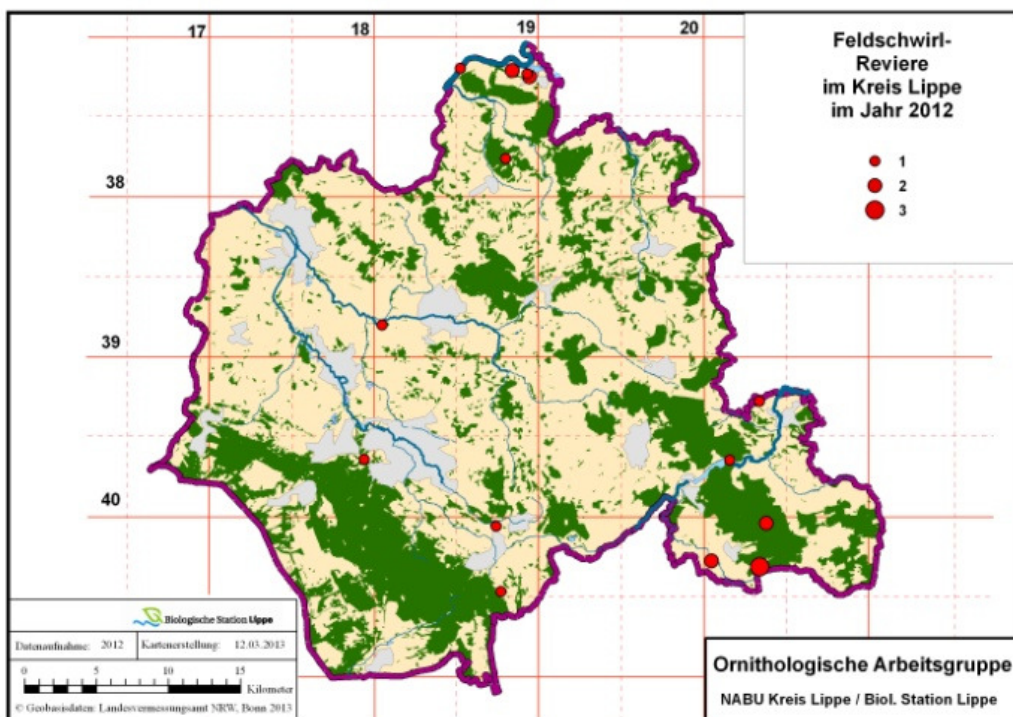 17
18
19
20
Feldschwirl-
Reviere
im Kreis Lippe
im Jahr 2012
1
2
3
38
39
40
Biologische Station Lippe
Datenaufnahme: 2012 Kartenerstellung: 12.03.2013
0 5 10 15
Kilometer
© Geobasisdaten: Landesvermessungsamt NRW, Bonn 2013
Ornithologische Arbeitsgruppe
NABU Kreis Lippe / Biol. Station Lippe